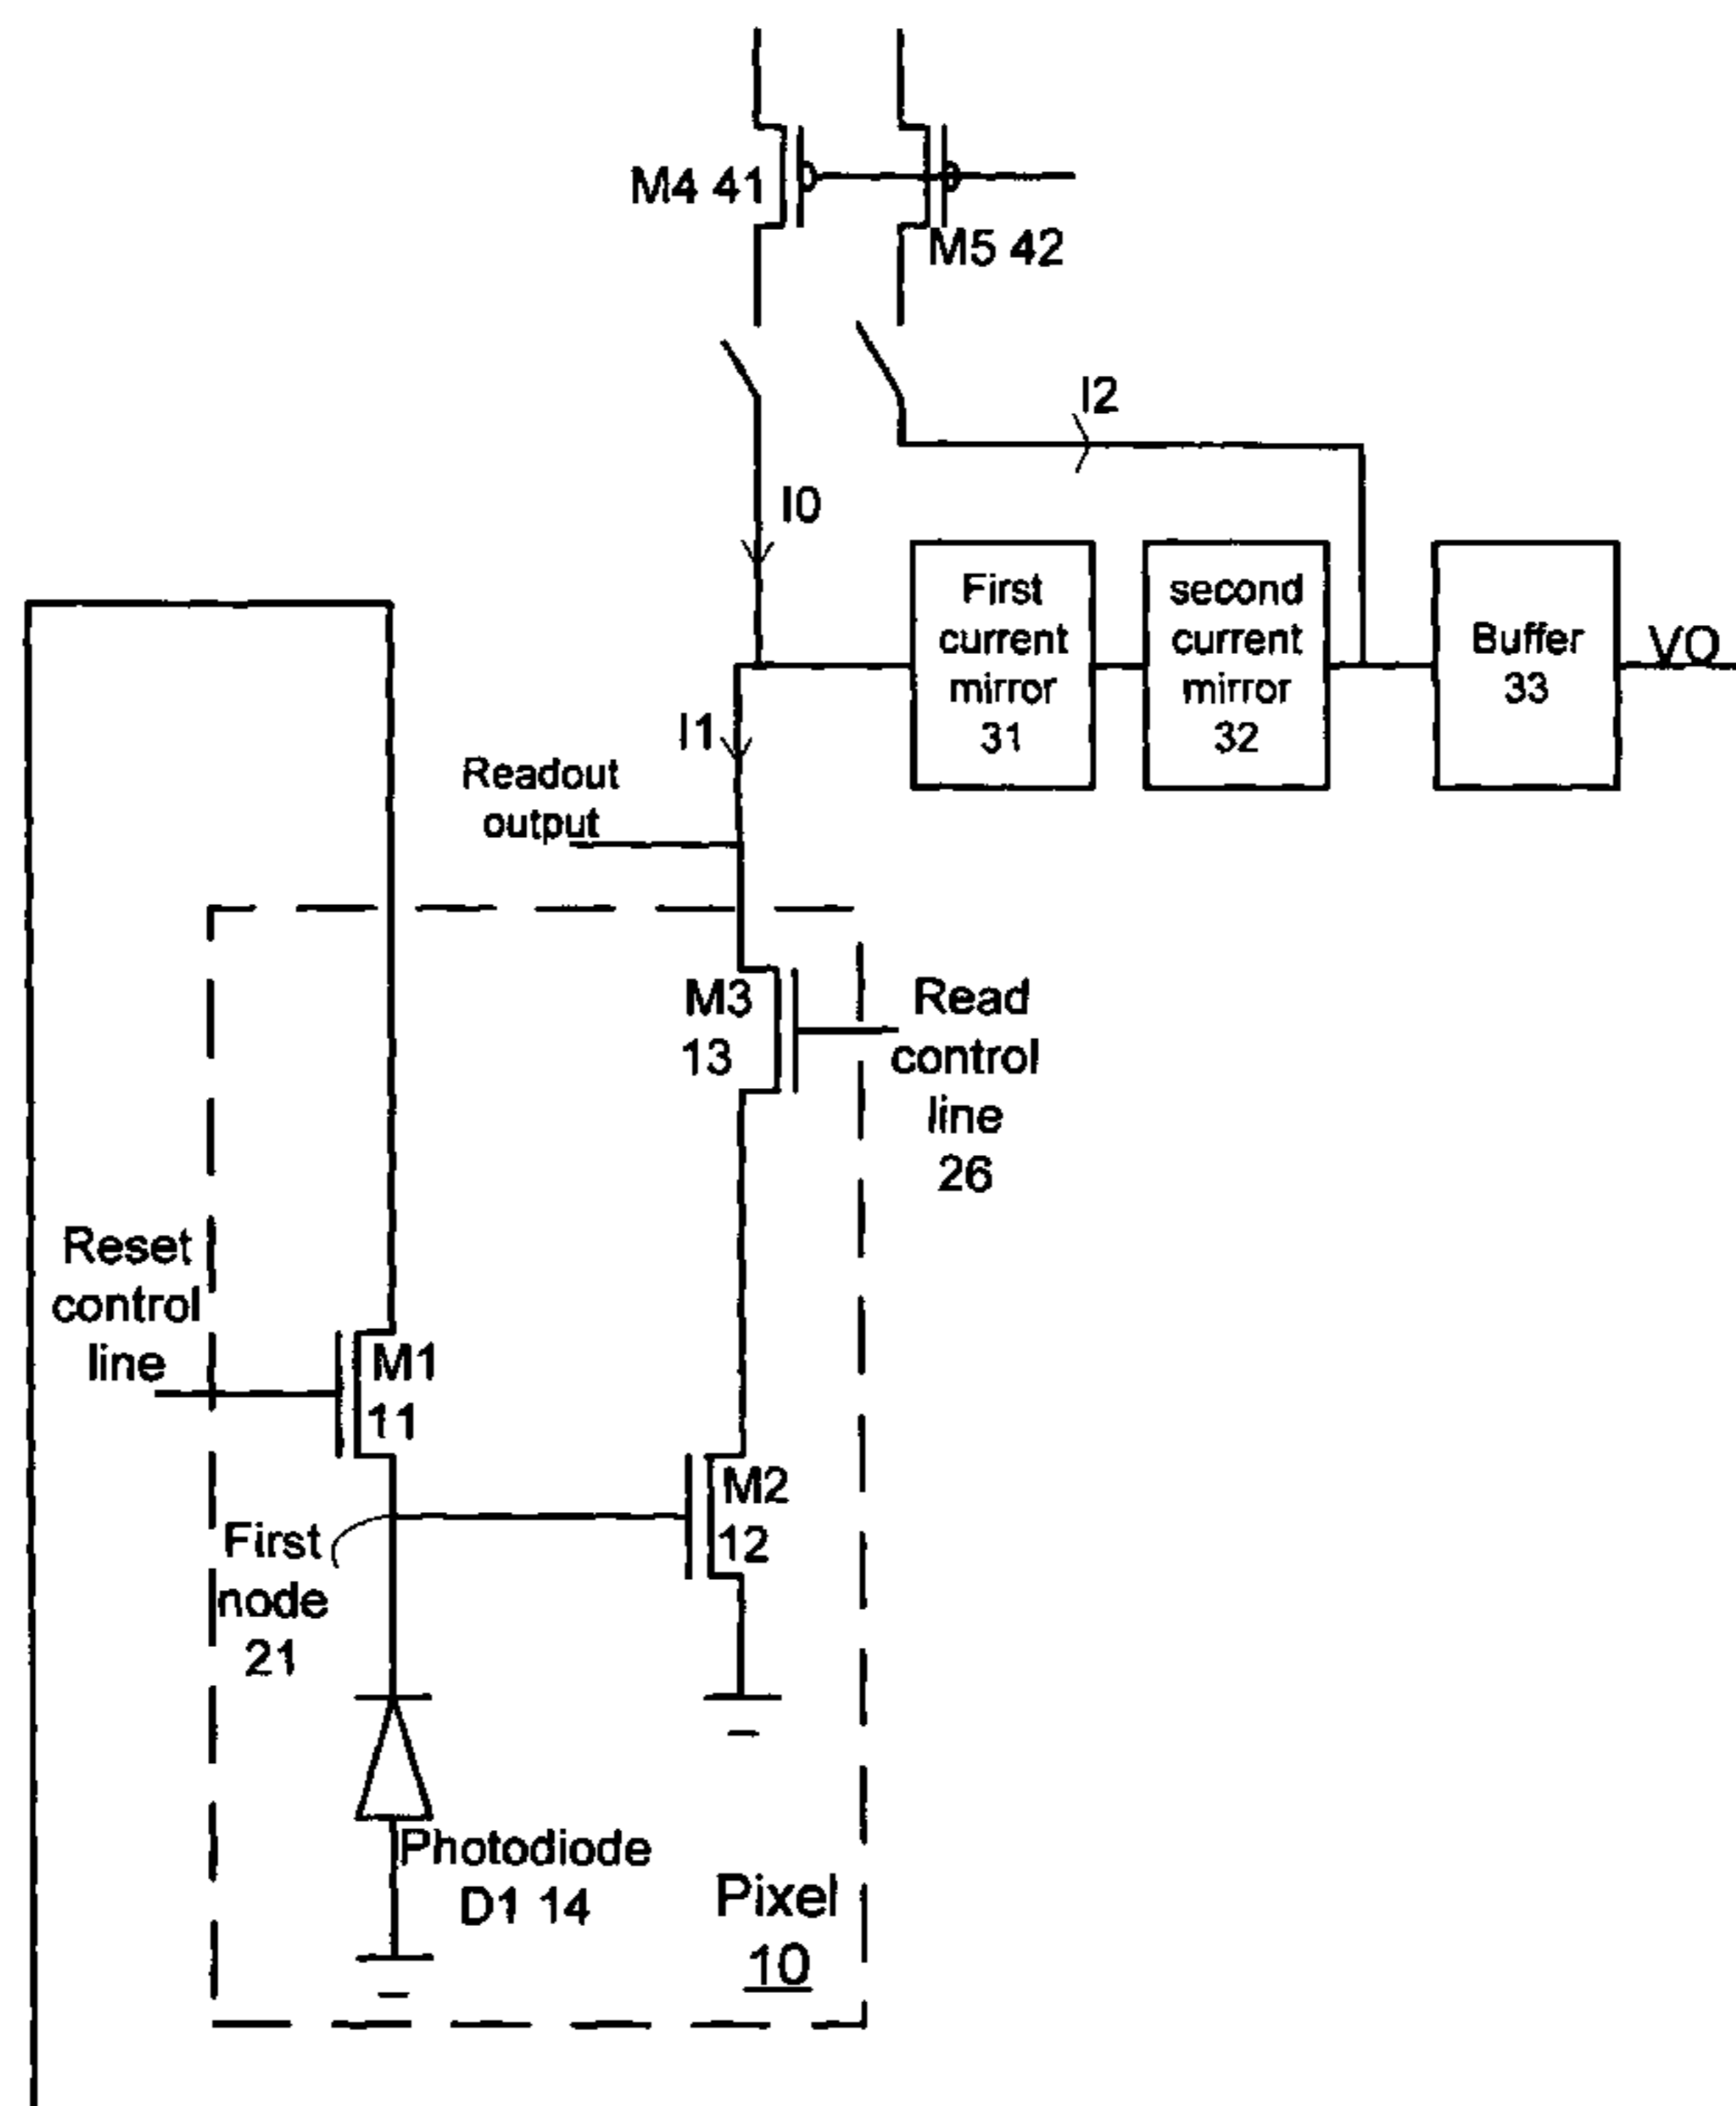 M4 41
M5 42
I2
I0
First
current
mirror
31
second
current
mirror
32
Buffer
33
VO
I1
Readout
output
M3
13
Read
control
line
26
Reset
control
line
M1
11
M2
12
First
node
21
Photodiode
D1 14
Pixel
10